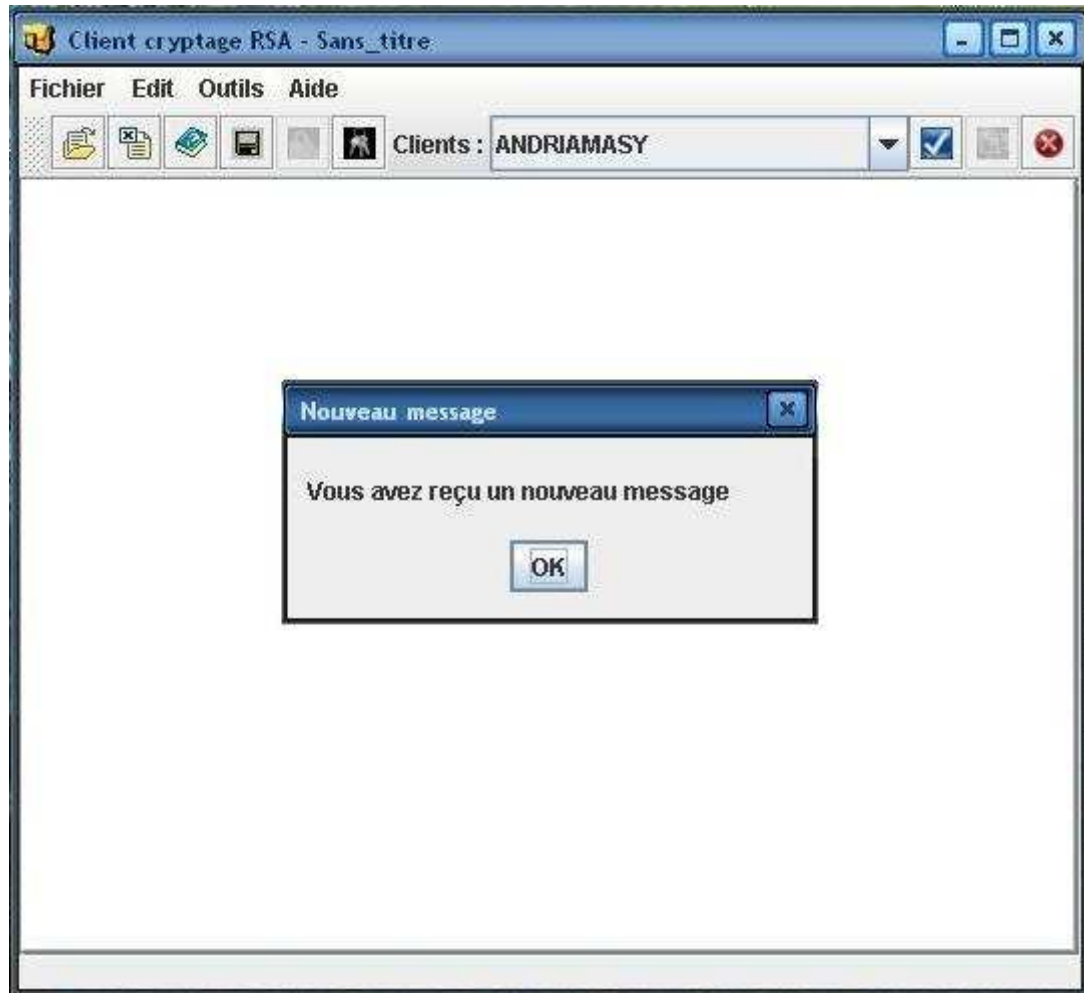 Client cryptage RSA - Sans_titre
Fichier Edit Outils Aide
Clients : ANDRIAMASY
Nouveau message
Vous avez reçu un nouveau message
OK